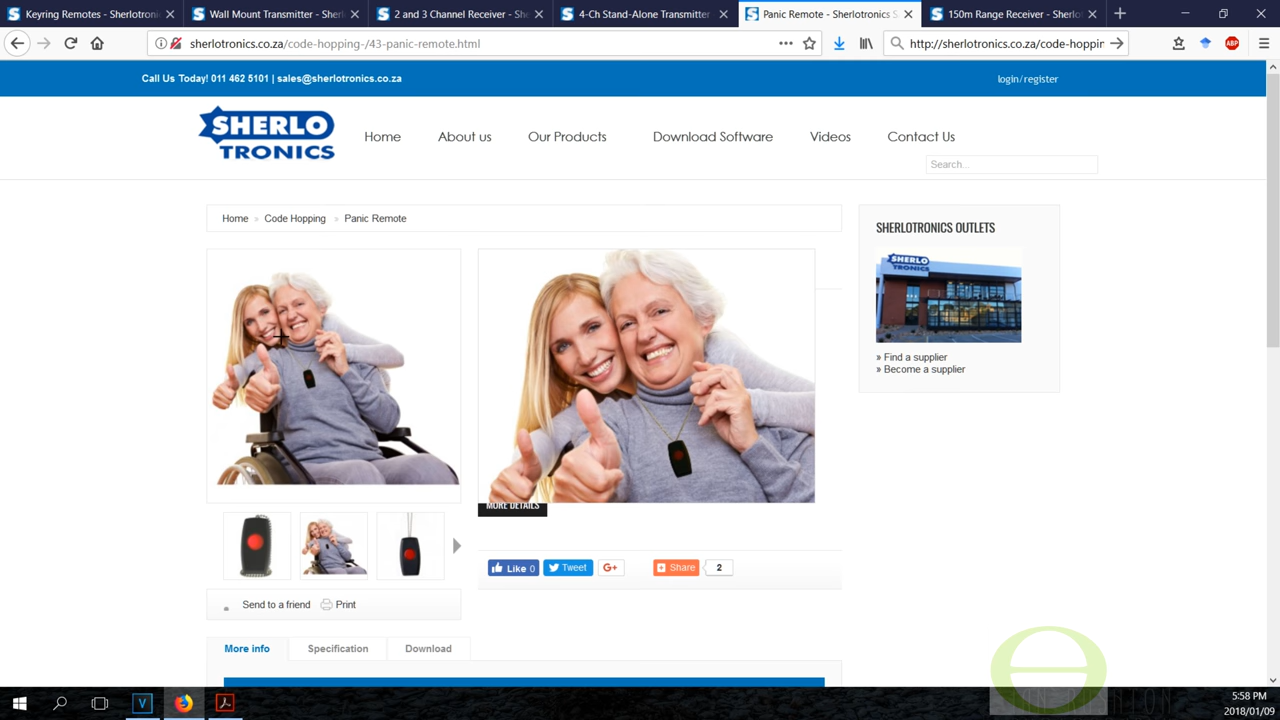 Keyring Remotes - Sherlotronic
Wall Mount Transmitter - Sherl
2 and 3 Channel Receiver - She
4-Ch Stand-Alone Transmitter
Panic Remote - Sherlotronics S
150m Range Receiver - Sherlot
sherlotronics.co.za/code-hopping-/43-panic-remote.html
http://sherlotronics.co.za/code-hoppin
ABP
Call Us Today! 011 462 5101 | sales@sherlotronics.co.za
login/register
SHERLO
TRONICS
Home
About us
Our Products
Download Software
Videos
Contact Us
Search...
Home » Code Hopping » Panic Remote
SHERLOTRONICS OUTLETS
SHERLO
TRONICS
» Find a supplier
» Become a supplier
MORE DETAILS
Like 0
Tweet
G+
Share
2
Send to a friend
Print
More info
Specification
Download
5:58 PM
2018/01/09